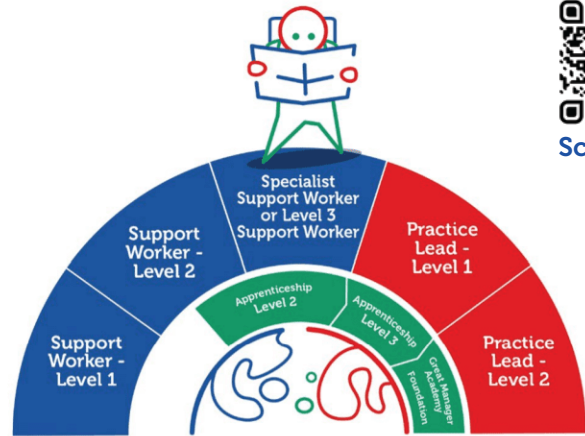 Sc
Specialist
Support Worker
or Level 3
Support Worker
Support
Worker -
Level 2
Practice
Lead -
Level 1
Support
Worker -
Level 1
Practice
Lead -
Level 2
Apprenticeship
Level 2
Apprenticeship
Level 3
Great Manager
Academy
Foundation